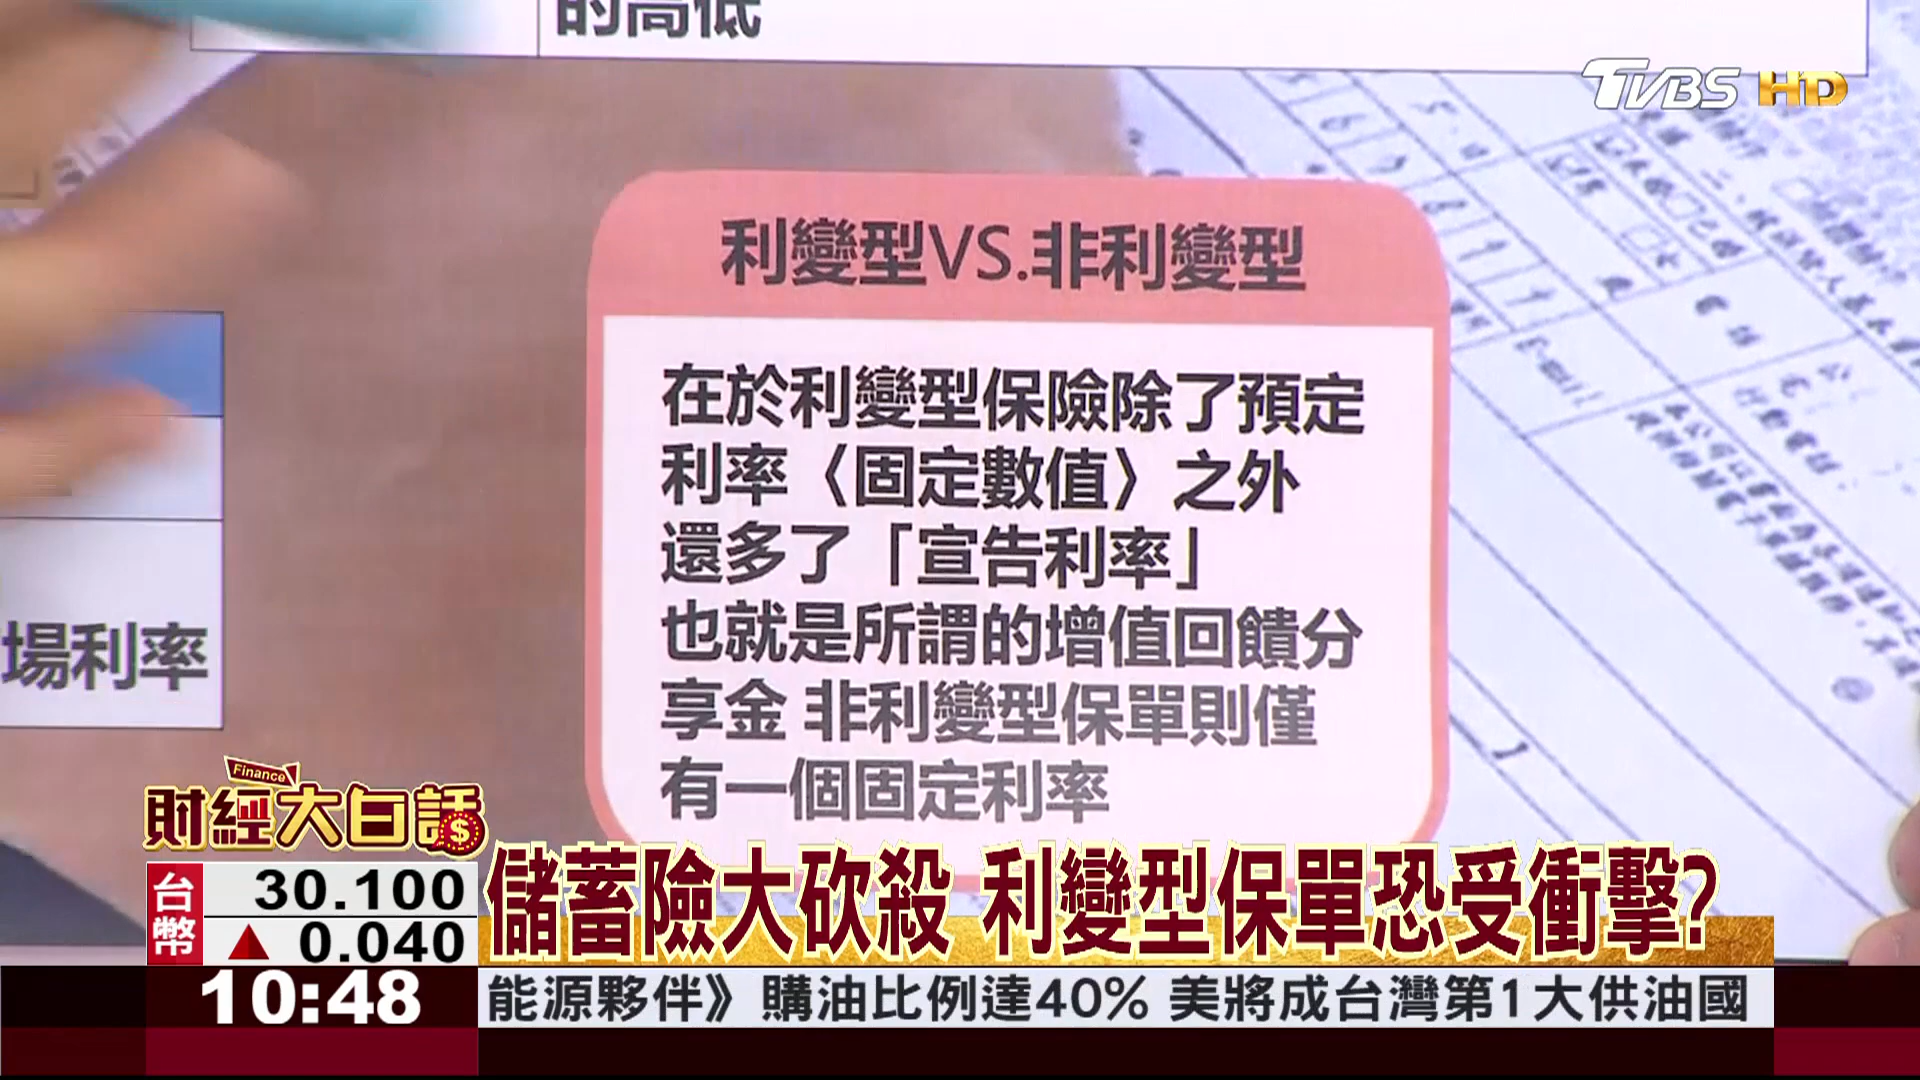 的高低
TVBS HD
利變型VS.非利變型
在於利變型保險除了預定
利率〈固定數值〉之外
還多了「宣告利率」
也就是所謂的增值回饋分
享金 非利變型保單則僅
有一個固定利率
場利率
E-mail
Finance
財經大白話
台幣
30.100
▲ 0.040
儲蓄險大砍殺 利變型保單恐受衝擊?
10:48
能源夥伴》購油比例達40% 美將成台灣第1大供油國